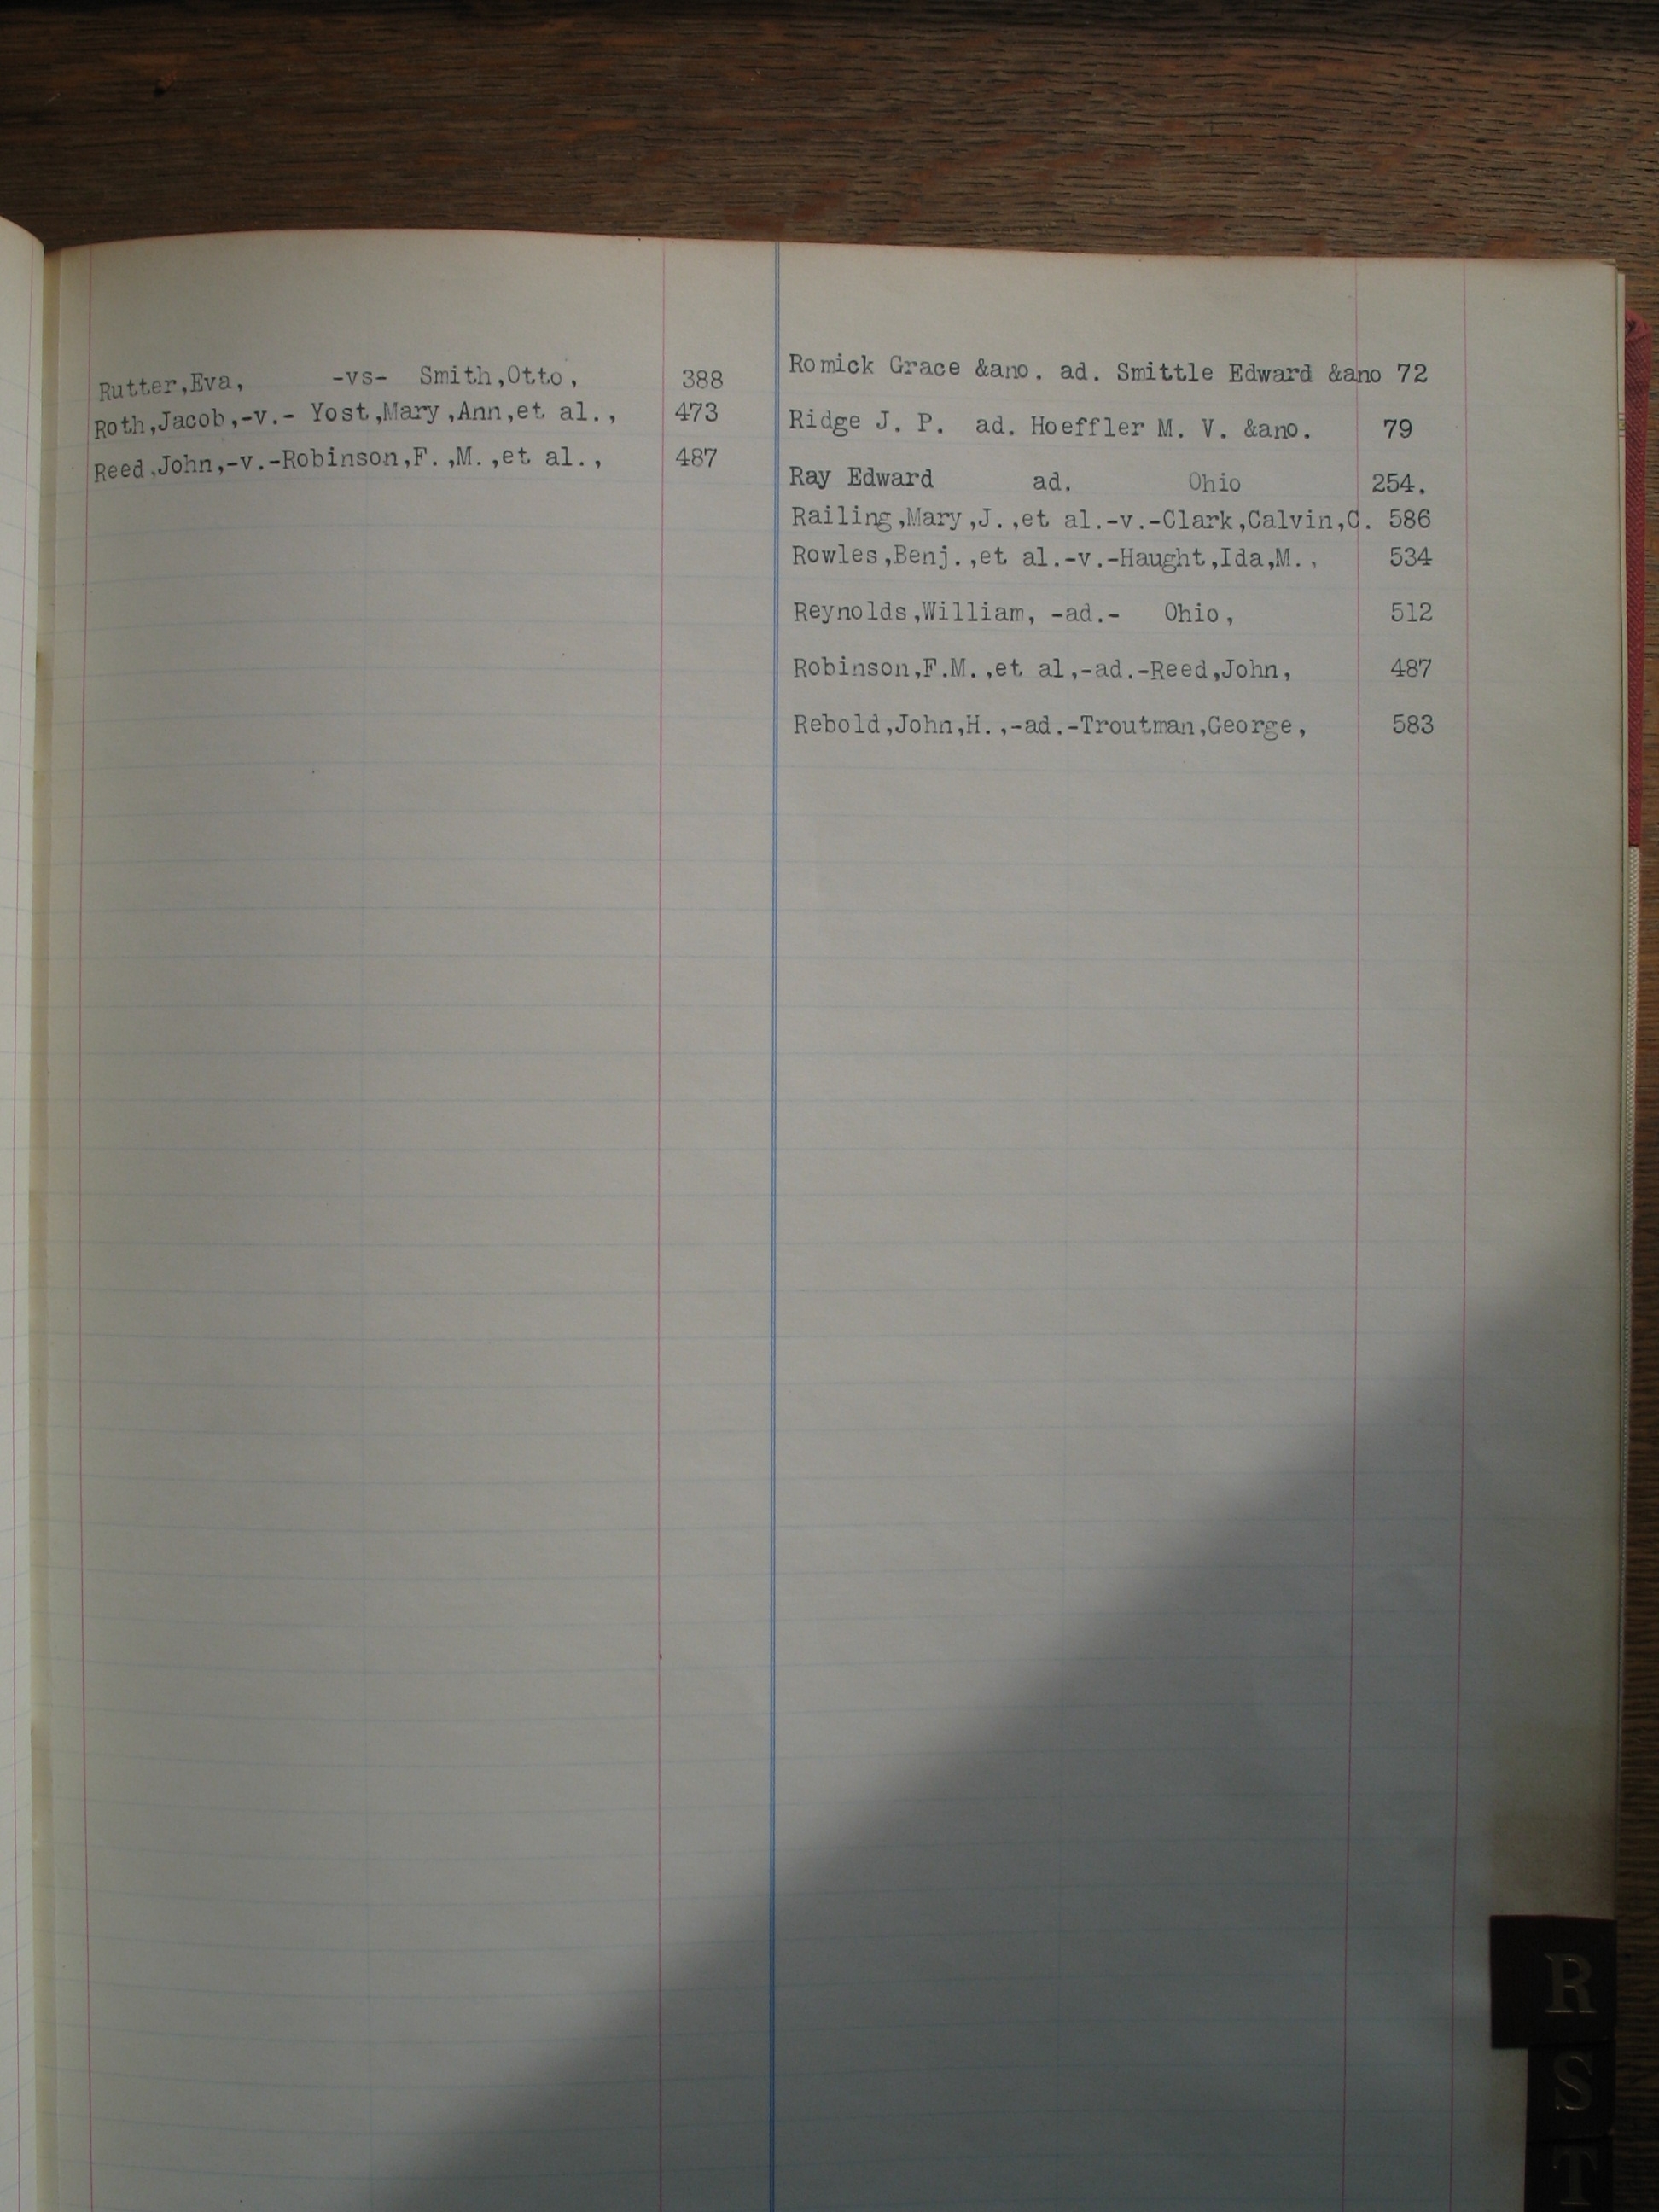 Rutter,Eva, -vs- Smith,Otto, 388
Roth,Jacob,-v.- Yost,Mary,Ann,et al., 473
Reed,John,-v.-Robinson,F.,M.,et al., 487
Romick Grace &ano. ad. Smittle Edward &ano 72
Ridge J. P. ad. Hoeffler M. V. &ano. 79
Ray Edward ad. Ohio 254.
Railing,Mary,J.,et al.-v.-Clark,Calvin,C. 586
Rowles,Benj.,et al.-v.-Haught,Ida,M., 534
Reynolds,William, -ad.- Ohio, 512
Robinson,F.M.,et al,-ad.-Reed,John, 487
Rebold,John,H.,-ad.-Troutman,George, 583
R
S
T